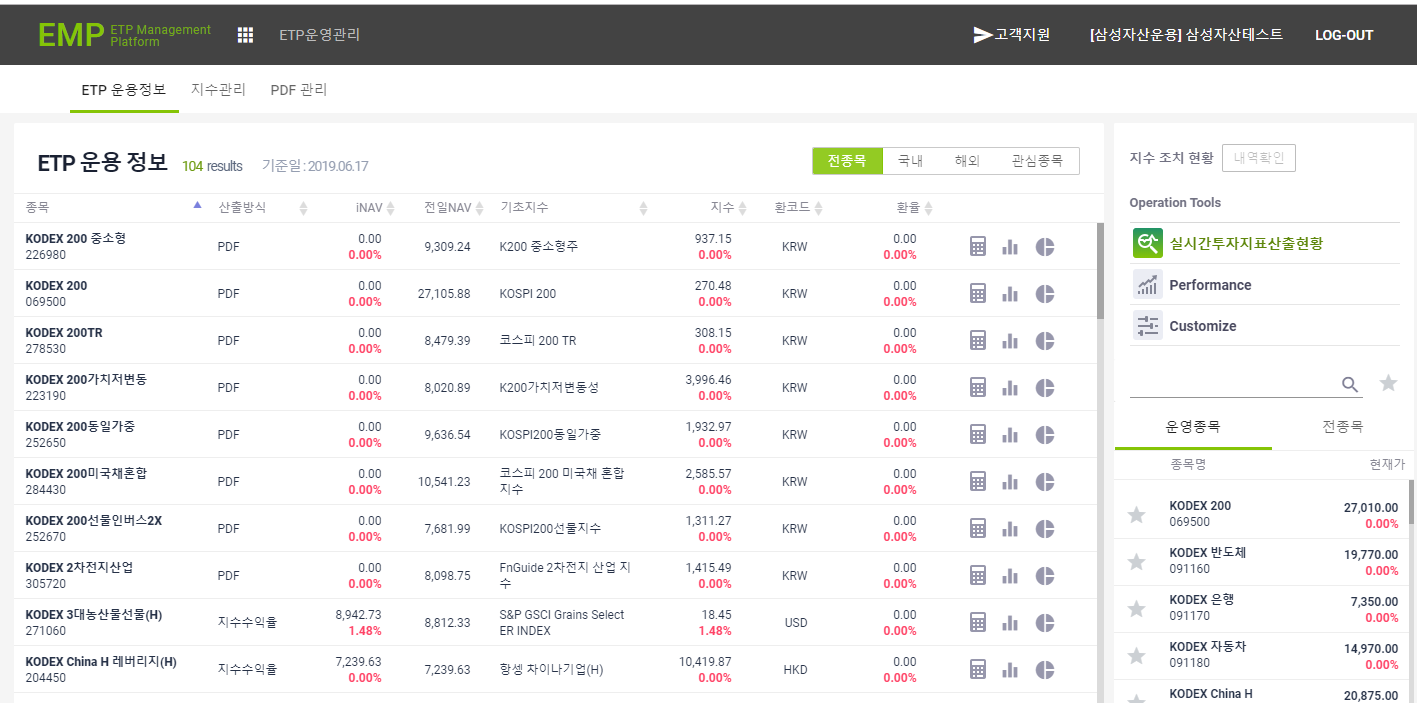 EMP ETP Management Platform ETP운영관리 고객지원 [삼성자산운용] 삼성자산테스트 LOG-OUT
ETP 운용정보 지수관리 PDF 관리
ETP 운용 정보 104 results 기준일 : 2019.06.17 전종목 국내 해외 관심종목
종목 산출방식 iNAV 전일NAV 기초지수 지수 환코드 환율
KODEX 200 중소형 0.00 937.15 0.00
226980 PDF 0.00% 9,309.24 K200 중소형주 0.00% KRW 0.00%
KODEX 200 0.00 270.48 0.00
069500 PDF 0.00% 27,105.88 KOSPI 200 0.00% KRW 0.00%
KODEX 200TR 0.00 308.15 0.00
278530 PDF 0.00% 8,479.39 코스피 200 TR 0.00% KRW 0.00%
KODEX 200가치저변동 0.00 3,996.46 0.00
223190 PDF 0.00% 8,020.89 K200가치저변동성 0.00% KRW 0.00%
KODEX 200동일가중 0.00 1,932.97 0.00
252650 PDF 0.00% 9,636.54 KOSPI200동일가중 0.00% KRW 0.00%
KODEX 200미국채혼합 0.00 코스피 200 미국채 혼합 2,585.57 0.00
284430 PDF 0.00% 10,541.23 지수 0.00% KRW 0.00%
KODEX 200선물인버스2X 0.00 1,311.27 0.00
252670 PDF 0.00% 7,681.99 KOSPI200선물지수 0.00% KRW 0.00%
KODEX 2차전지산업 0.00 FnGuide 2차전지 산업 지 1,415.49 0.00
305720 PDF 0.00% 8,098.75 수 0.00% KRW 0.00%
KODEX 3대농산물선물(H) 8,942.73 S&P GSCI Grains Select 18.45 0.00
271060 지수수익율 1.48% 8,812.33 ER INDEX 1.48% USD 0.00%
KODEX China H 레버리지(H) 7,239.63 10,419.87 0.00
204450 지수수익율 0.00% 7,239.63 항셍 차이나기업(H) 0.00% HKD 0.00%
지수 조치 현황 내역확인
Operation Tools
실시간투자지표산출현황
Performance
Customize
운영종목 전종목
종목명 현재가
KODEX 200 27,010.00
069500 0.00%
KODEX 반도체 19,770.00
091160 0.00%
KODEX 은행 7,350.00
091170 0.00%
KODEX 자동차 14,970.00
091180 0.00%
KODEX China H 20,875.00